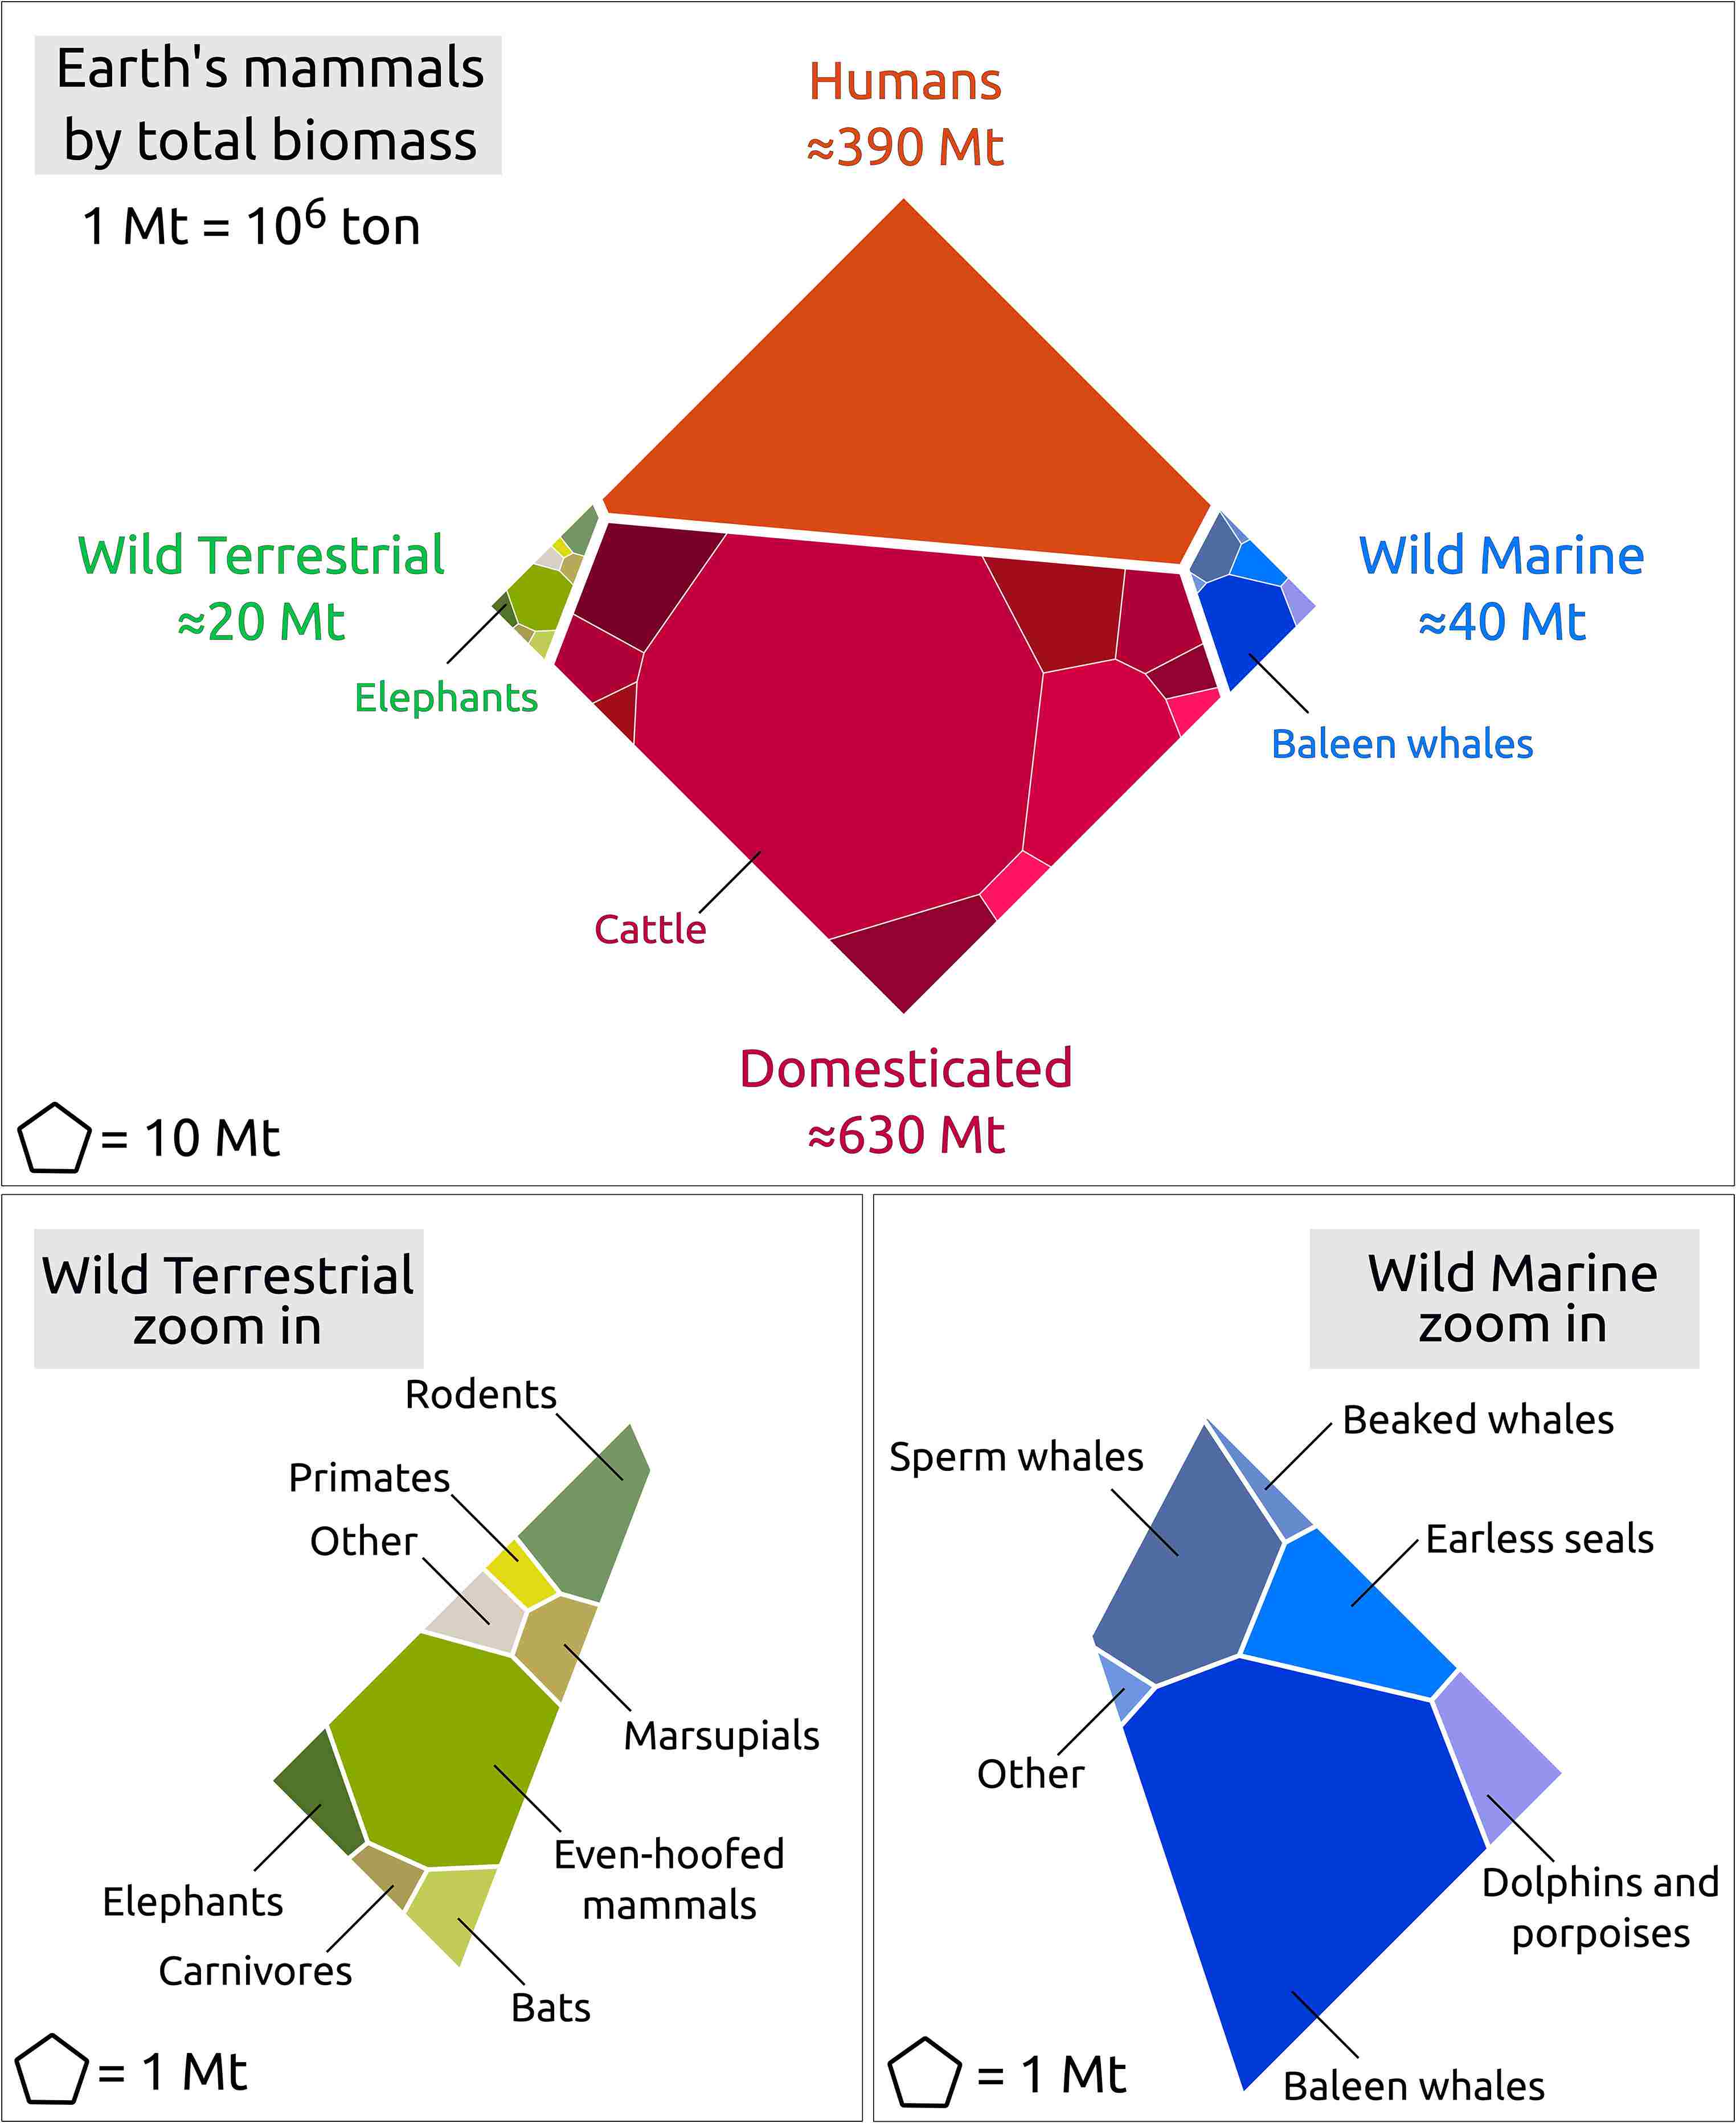 Earth's mammals
by total biomass
1 Mt = 10⁶ ton
Humans
≈390 Mt
Wild Terrestrial
≈20 Mt
Elephants
Wild Marine
≈40 Mt
Baleen whales
Cattle
Domesticated
≈630 Mt
= 10 Mt
Wild Terrestrial
zoom in
Rodents
Primates
Other
Marsupials
Even-hoofed
mammals
Elephants
Carnivores
Bats
= 1 Mt
Wild Marine
zoom in
Beaked whales
Sperm whales
Earless seals
Other
Dolphins and
porpoises
Baleen whales
= 1 Mt